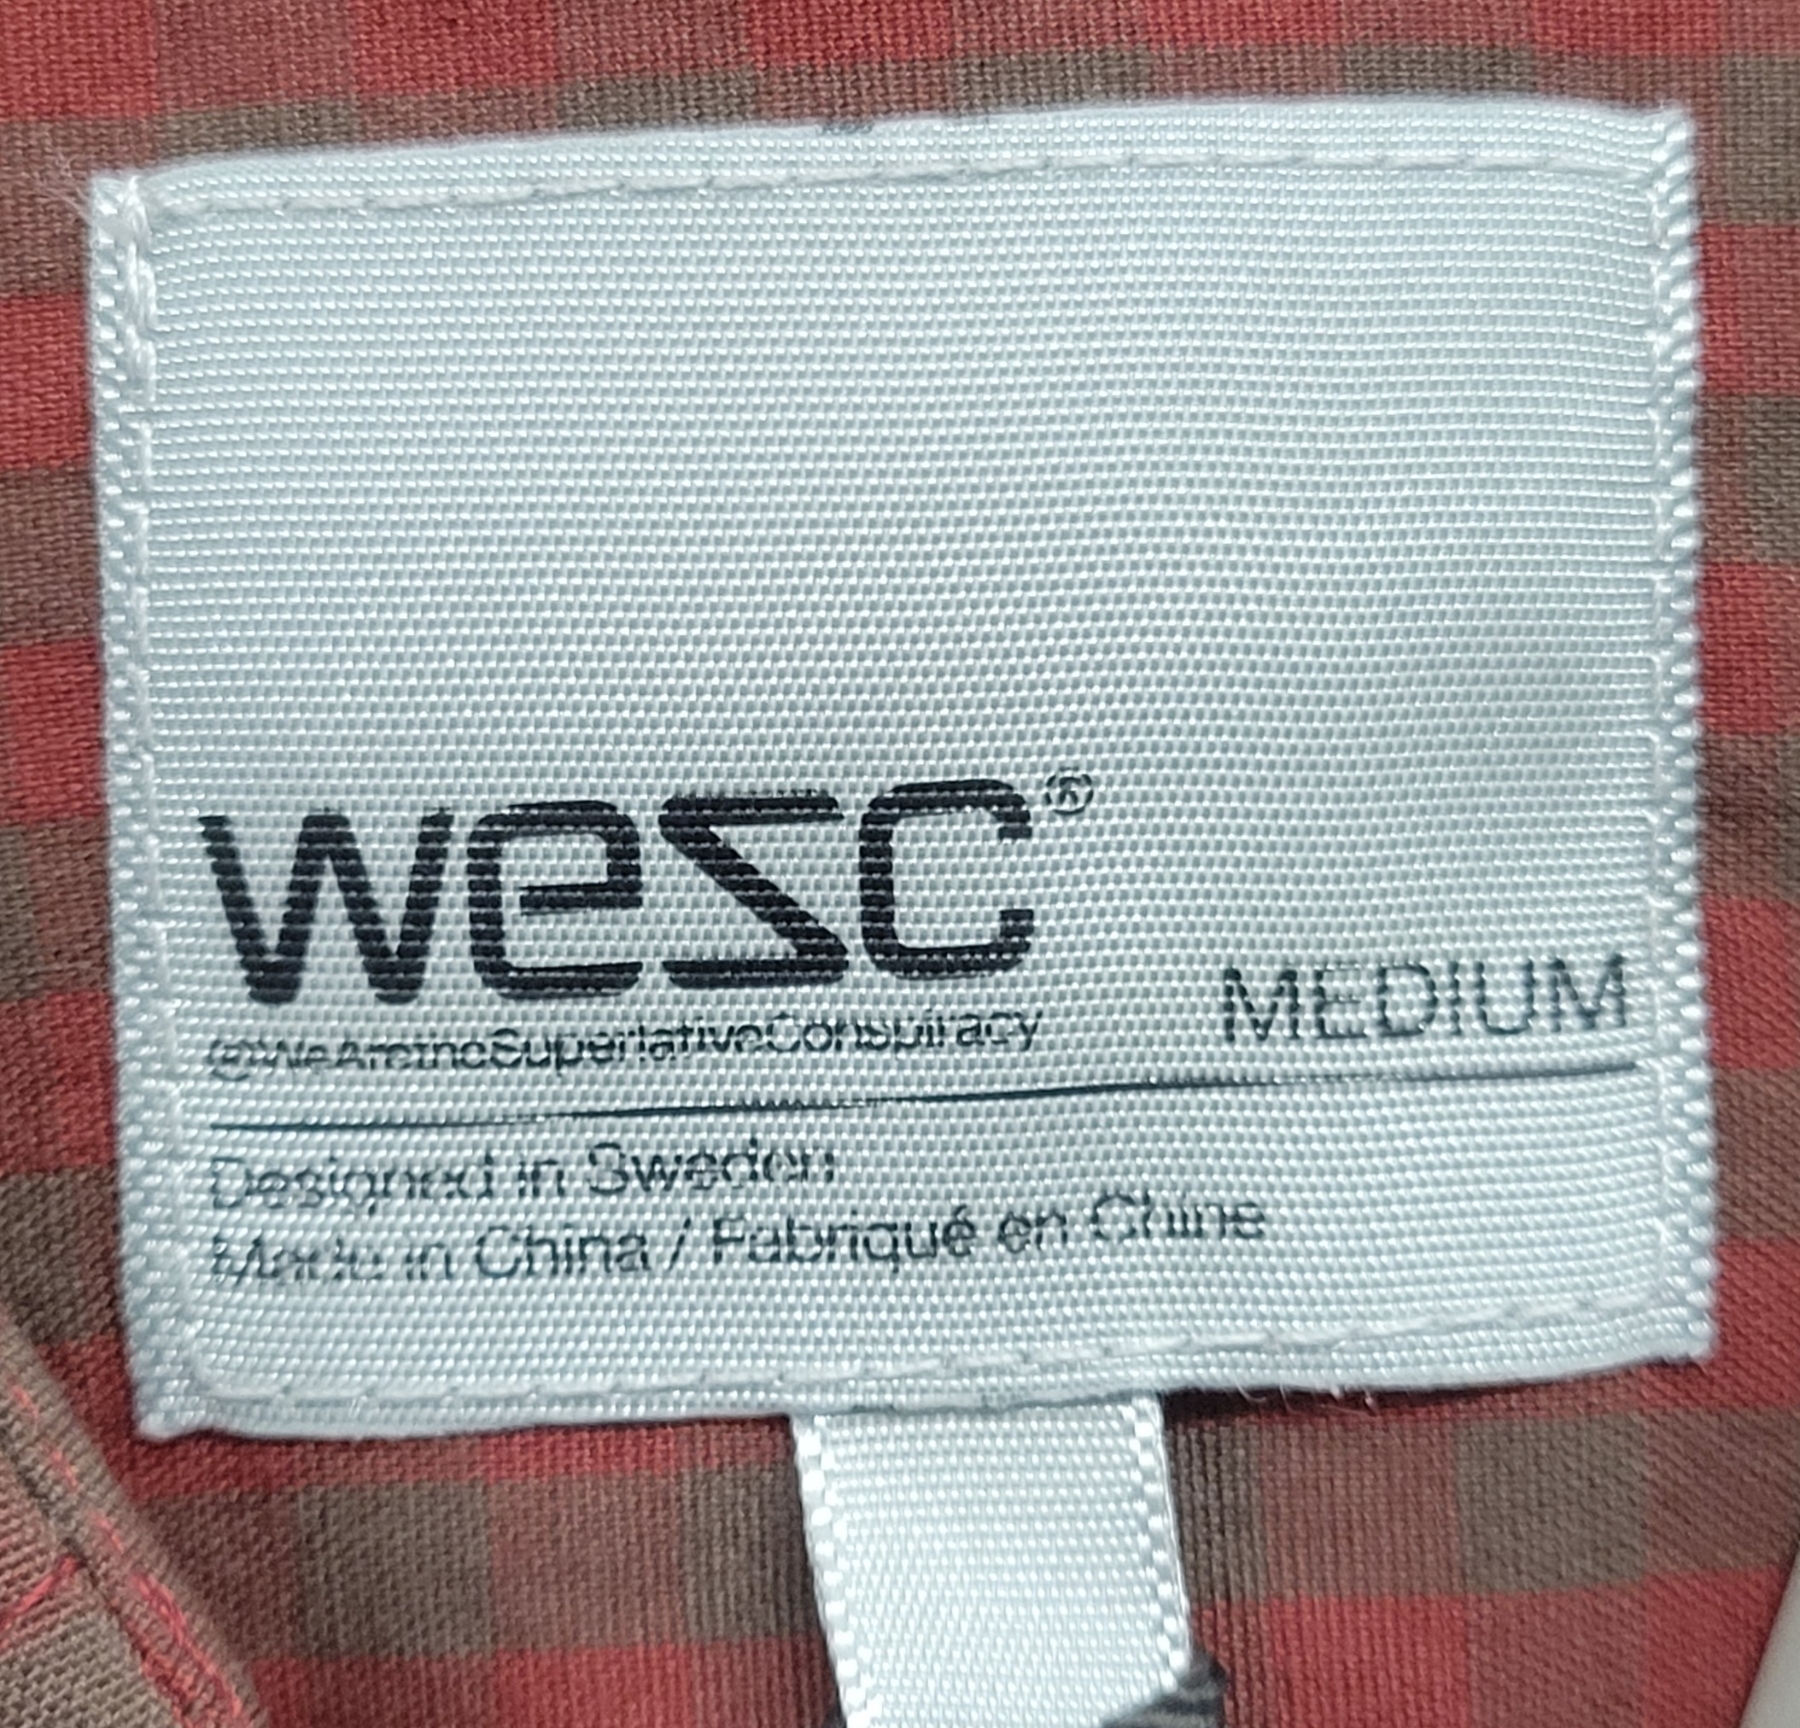 wesc®
@WeAretheSuperlativeConspiracy
MEDIUM
Designed in Sweden
Made in China / Fabriqué en Chine